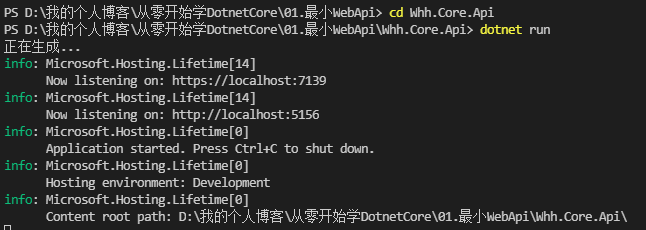 PS D:\我的个人博客\从零开始学DotnetCore\01.最小WebApi> cd Whh.Core.Api
PS D:\我的个人博客\从零开始学DotnetCore\01.最小WebApi\Whh.Core.Api> dotnet run
正在生成...
info: Microsoft.Hosting.Lifetime[14]
      Now listening on: https://localhost:7139
info: Microsoft.Hosting.Lifetime[14]
      Now listening on: http://localhost:5156
info: Microsoft.Hosting.Lifetime[0]
      Application started. Press Ctrl+C to shut down.
info: Microsoft.Hosting.Lifetime[0]
      Hosting environment: Development
info: Microsoft.Hosting.Lifetime[0]
      Content root path: D:\我的个人博客\从零开始学DotnetCore\01.最小WebApi\Whh.Core.Api\